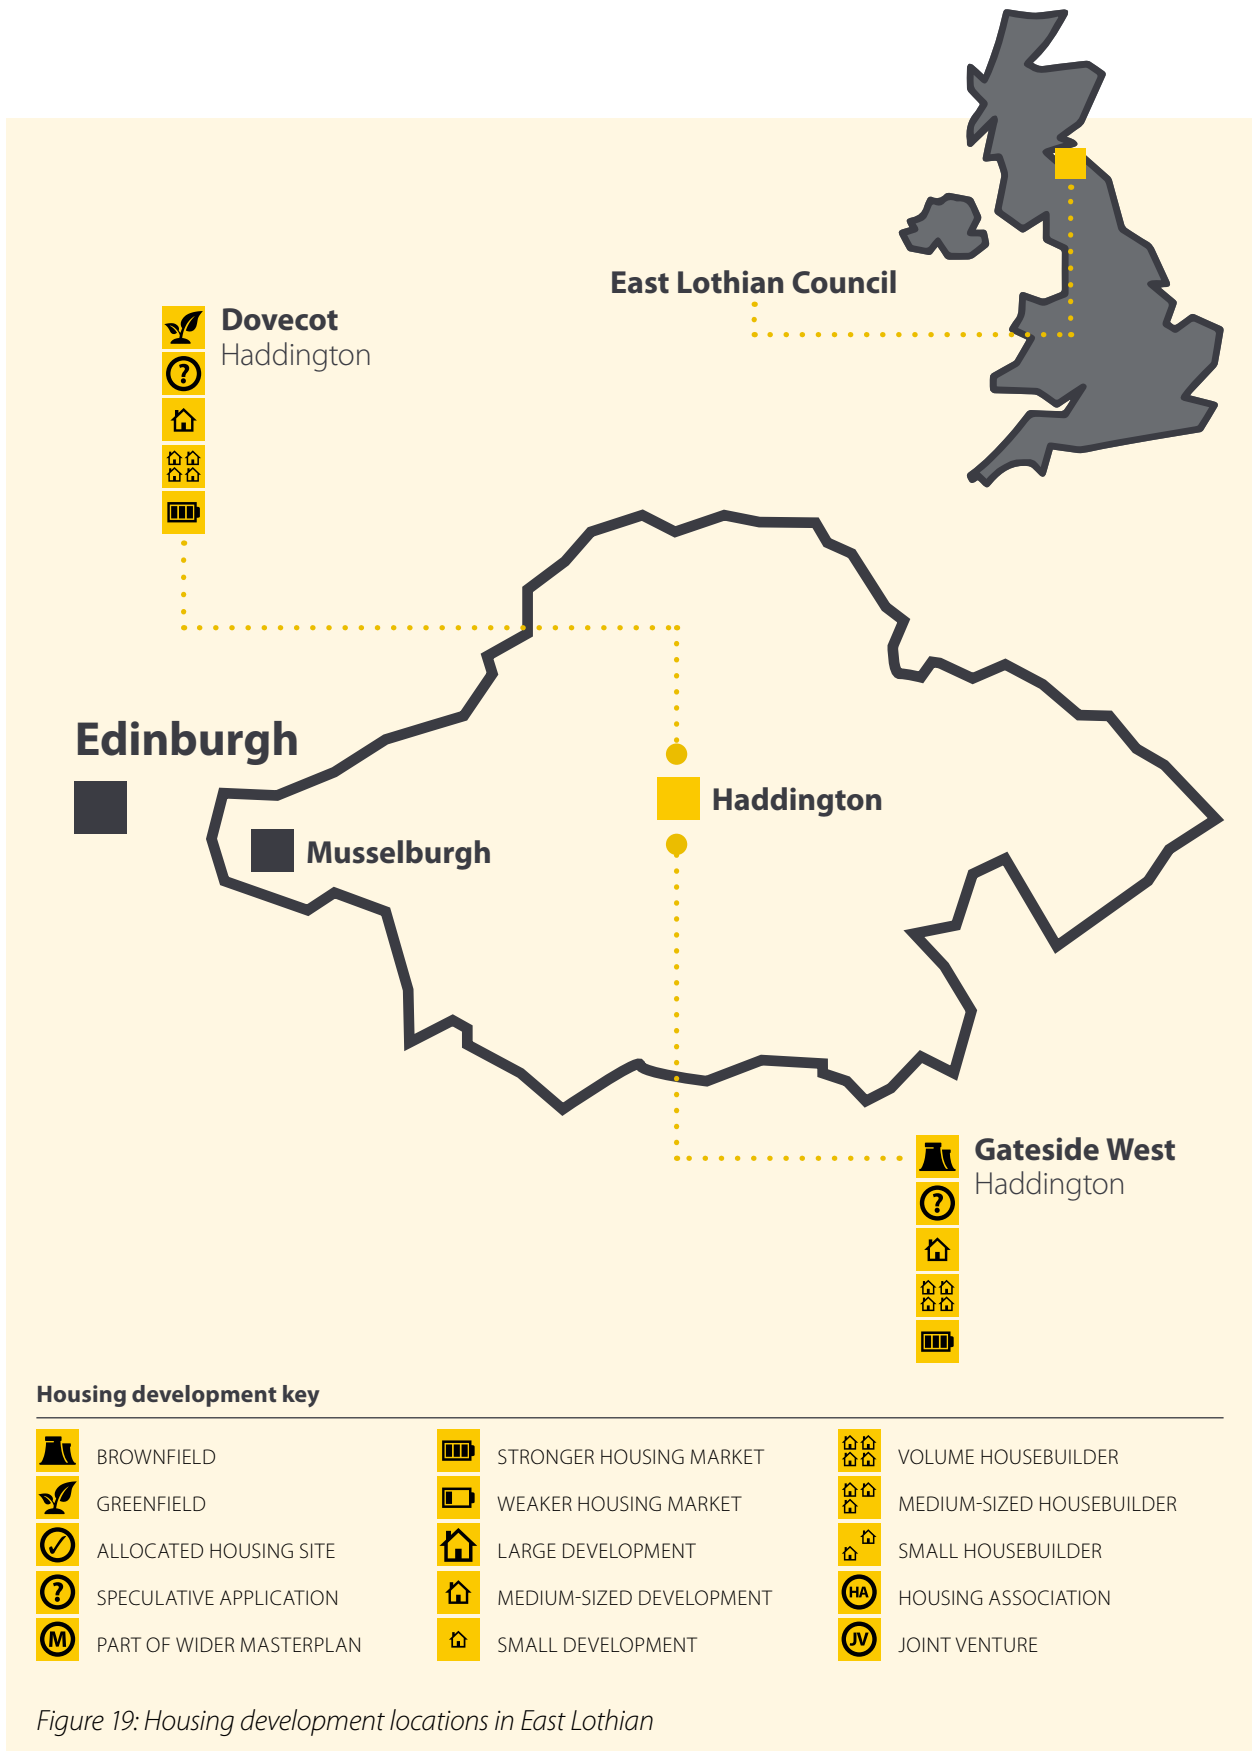 East Lothian Council
Dovecot
Haddington
Edinburgh
Haddington
Musselburgh
Gateside West
Haddington
Housing development key
BROWNFIELD
GREENFIELD
ALLOCATED HOUSING SITE
SPECULATIVE APPLICATION
M PART OF WIDER MASTERPLAN
STRONGER HOUSING MARKET
WEAKER HOUSING MARKET
LARGE DEVELOPMENT
MEDIUM-SIZED DEVELOPMENT
SMALL DEVELOPMENT
VOLUME HOUSEBUILDER
MEDIUM-SIZED HOUSEBUILDER
SMALL HOUSEBUILDER
HA HOUSING ASSOCIATION
JV JOINT VENTURE
Figure 19: Housing development locations in East Lothian